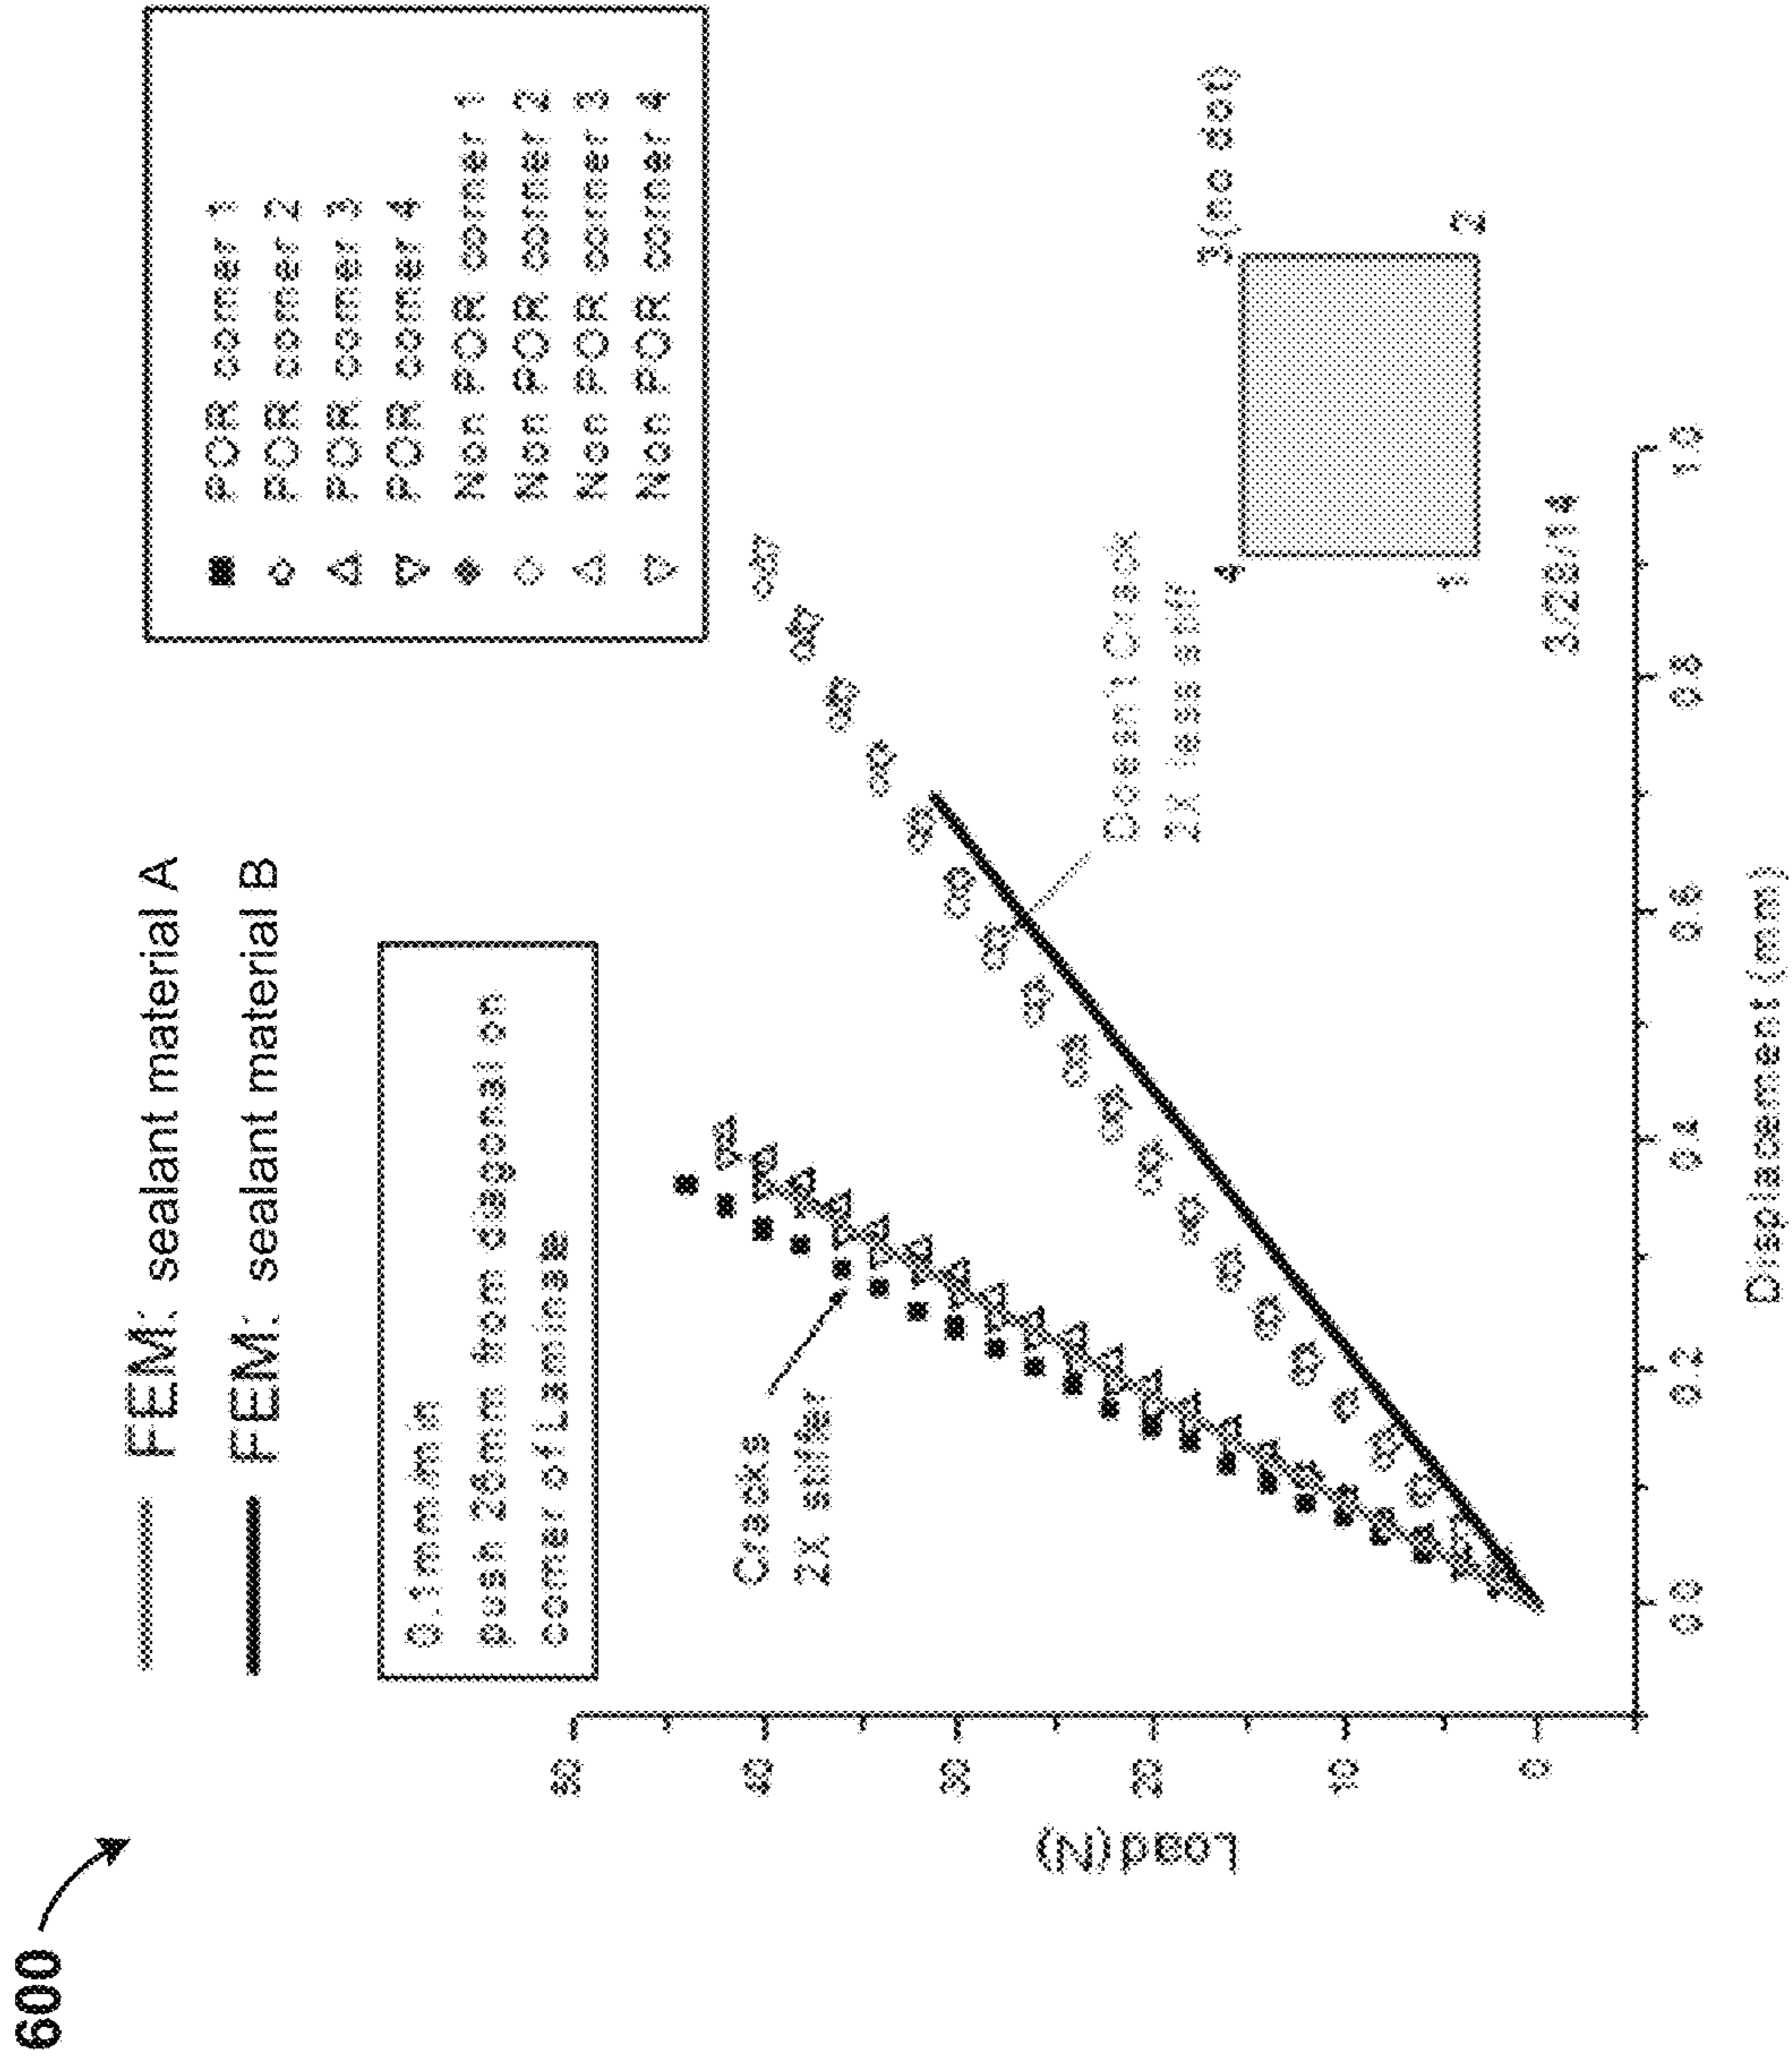 600
FEM: sealant material A
FEM: sealant material B
0.1mm/min
push 26mm from diagonal on
corner of Laminate
POR corner 1
POR corner 2
POR corner 3
POR corner 4
Non POR corner 1
Non POR corner 2
Non POR corner 3
Non POR corner 4
Cracks
2X stiffer
Doesn't Crack
2X less stiff
4
3(no dot)
1
2
3/28/14
Load(N)
50
40
30
20
10
0
0.0
0.2
0.4
0.6
0.8
1.0
Displacement(mm)